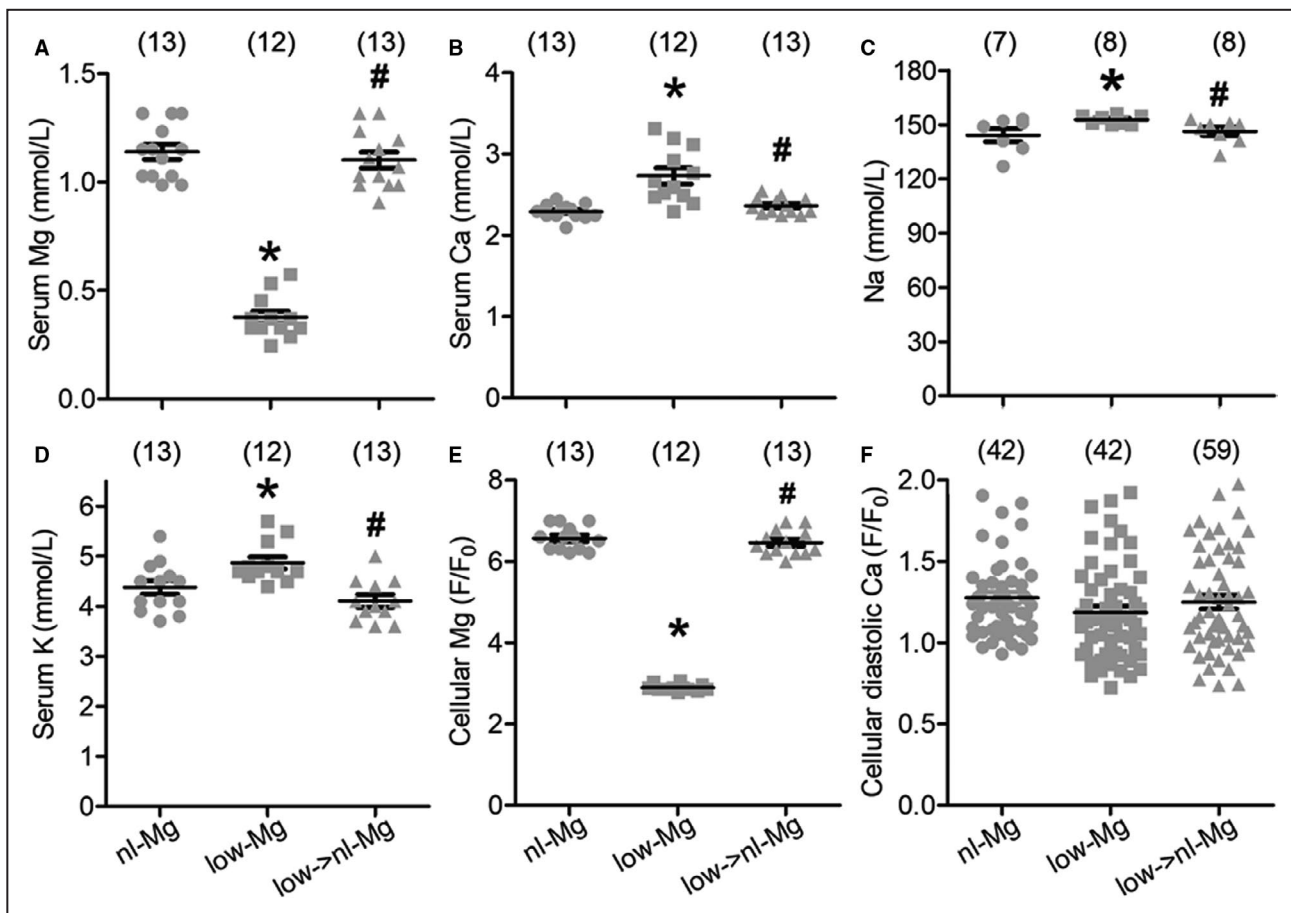 A (13) (12) (13)
# *
Serum Mg (mmol/L)
1.5
1.0
0.5
0.0
B (13) (12) (13)
* #
Serum Ca (mmol/L)
4
3
2
1
0
C (7) (8) (8)
* #
Na (mmol/L)
180
150
120
90
60
30
0
D (13) (12) (13)
* #
Serum K (mmol/L)
6
5
4
3
2
1
0
nl-Mg
low-Mg
low->nl-Mg
E (13) (12) (13)
# *
Cellular Mg (F/F0)
8
6
4
2
0
nl-Mg
low-Mg
low->nl-Mg
F (42) (42) (59)
Cellular diastolic Ca (F/F0)
2.0
1.5
1.0
0.5
0.0
nl-Mg
low-Mg
low->nl-Mg